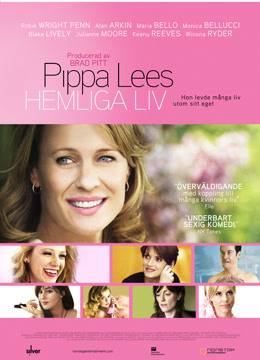 Robin WRIGHT PENN Alan ARKIN Maria BELLO Monica BELLUCCI
Blake LIVELY Julianne MOORE Keanu REEVES Winona RYDER
Producerad av
BRAD PITT
Pippa Lees
HEMLIGA LIV
Hon levde många liv
utom sitt eget
"ÖVERVÄLDIGANDE
med koppling till
många kvinnors liv"
Elle
"UNDERBART
SEXIG KOMEDI"
NY Times
silver
NONSTOP